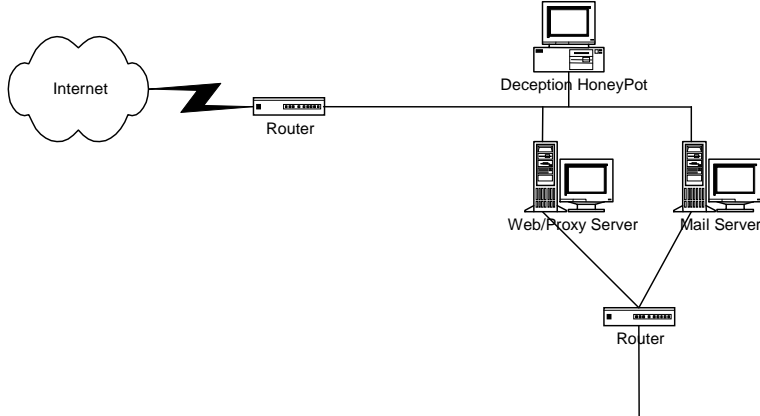 Deception HoneyPot
Internet
Router
Web/Proxy Server
Mail Server
Router